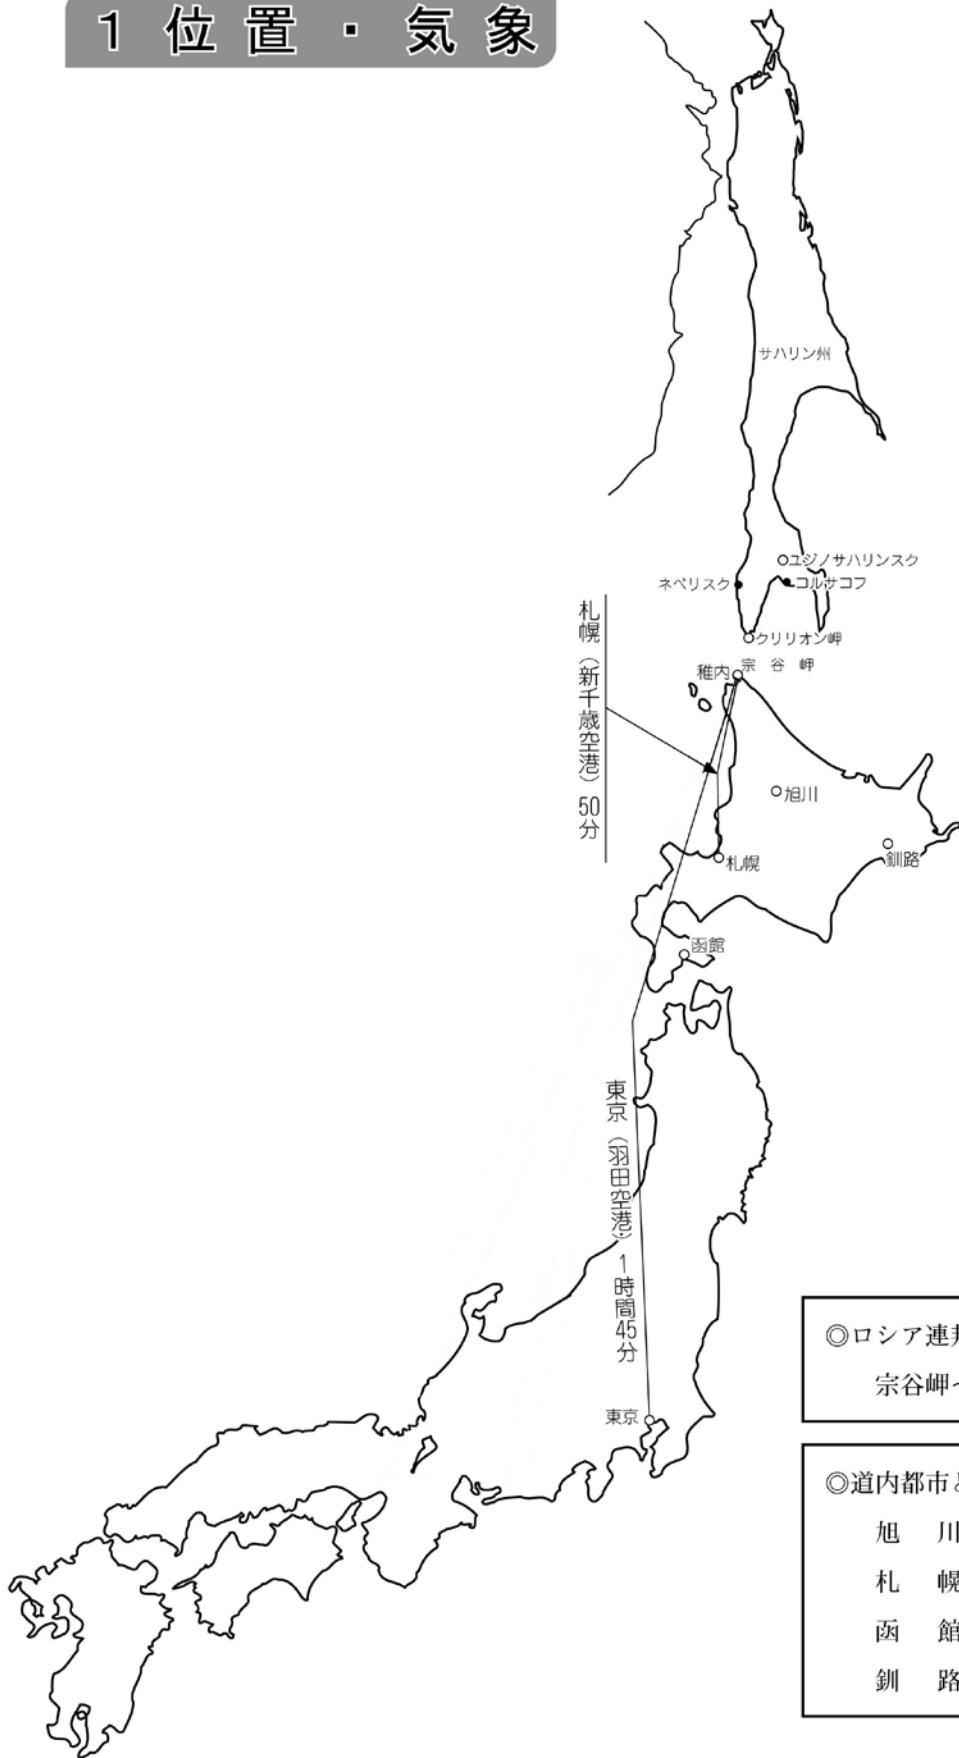 1 位 置 ・ 気 象
サハリン州
ユジノサハリンスク
ネベリスク
コルサコフ
クリリオン岬
稚内
宗 谷 岬
札幌（新千歳空港）50分
旭川
釧路
札幌
函館
東京（羽田空港）1時間45分
東京
◎ロシア連
宗谷岬
◎道内都市
旭 川
札 幌
函 館
釧 路